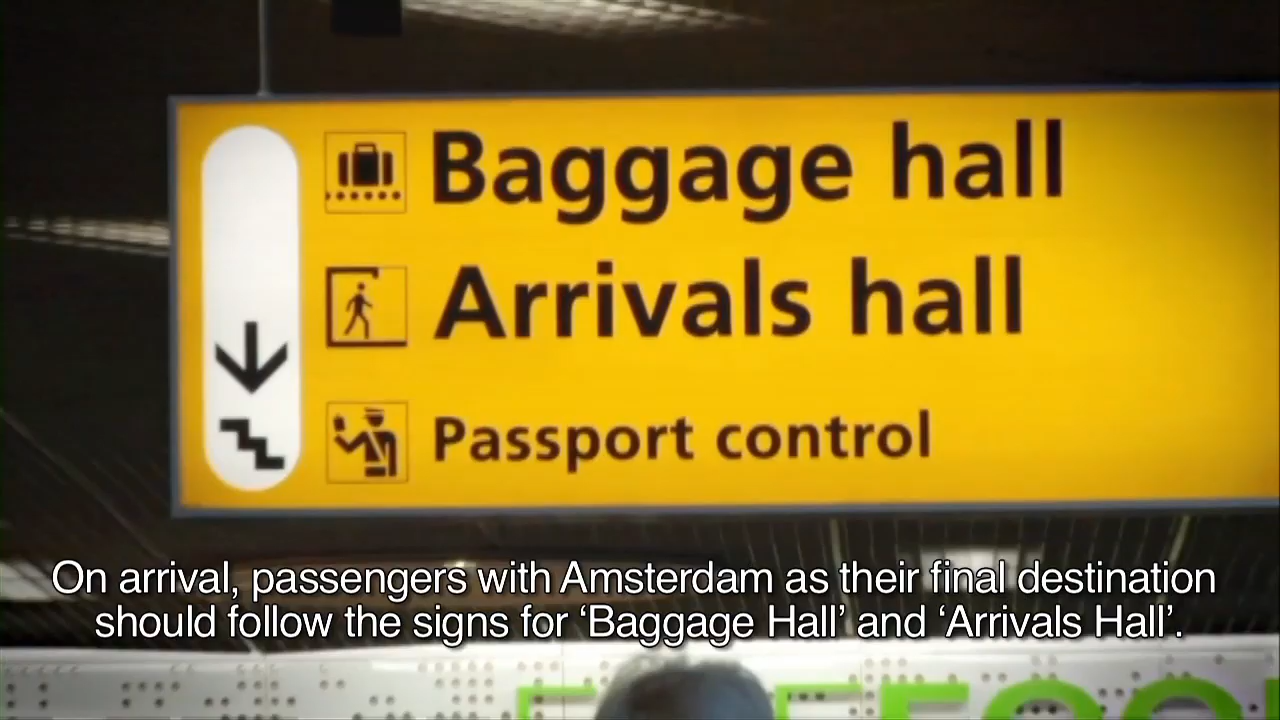 Baggage hall
Arrivals hall
Passport control
On arrival, passengers with Amsterdam as their final destination
should follow the signs for ‘Baggage Hall’ and ‘Arrivals Hall’.